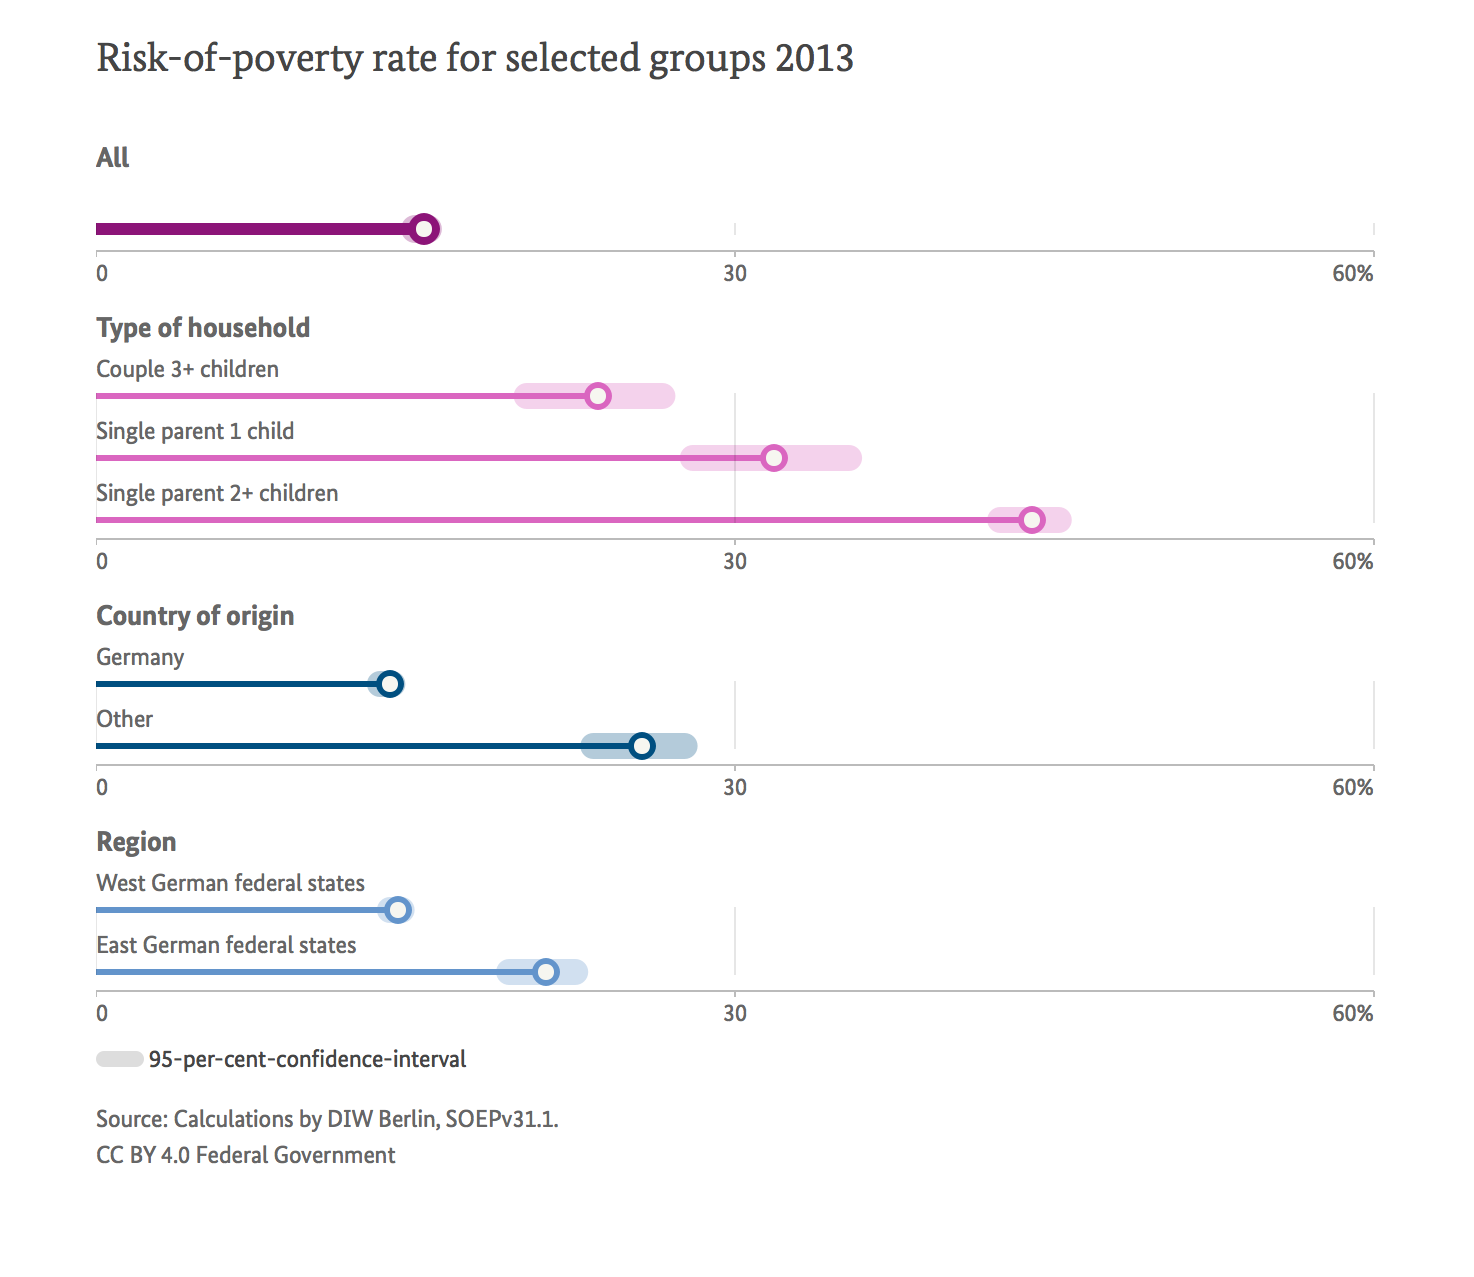 Risk-of-poverty rate for selected groups 2013
All
0 30 60%
Type of household
Couple 3+ children
Single parent 1 child
Single parent 2+ children
0 30 60%
Country of origin
Germany
Other
0 30 60%
Region
West German federal states
East German federal states
0 30 60%
95-per-cent-confidence-interval
Source: Calculations by DIW Berlin, SOEPv31.1.
CC BY 4.0 Federal Government